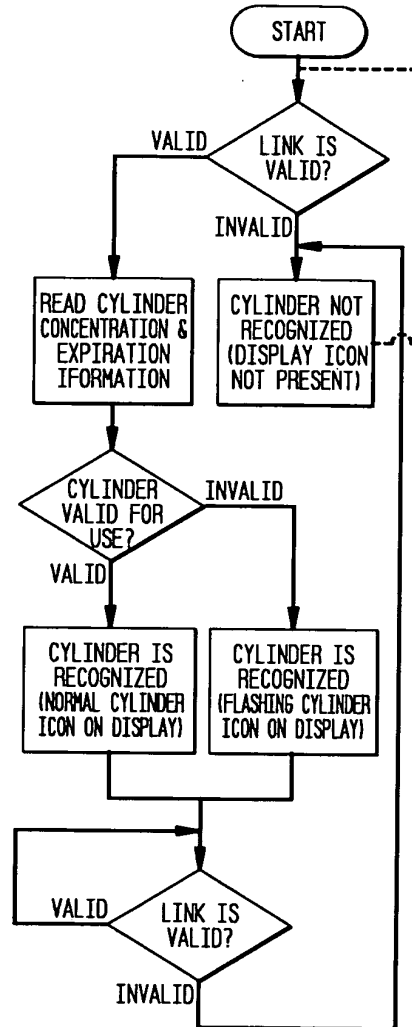 START
LINK IS
VALID?
VALID
INVALID
READ CYLINDER
CONCENTRATION &
EXPIRATION
IFORMATION
CYLINDER NOT
RECOGNIZED
(DISPLAY ICON
NOT PRESENT)
CYLINDER
VALID FOR
USE?
INVALID
VALID
CYLINDER IS
RECOGNIZED
(NORMAL CYLINDER
ICON ON DISPLAY)
CYLINDER IS
RECOGNIZED
(FLASHING CYLINDER
ICON ON DISPLAY)
VALID
LINK IS
VALID?
INVALID